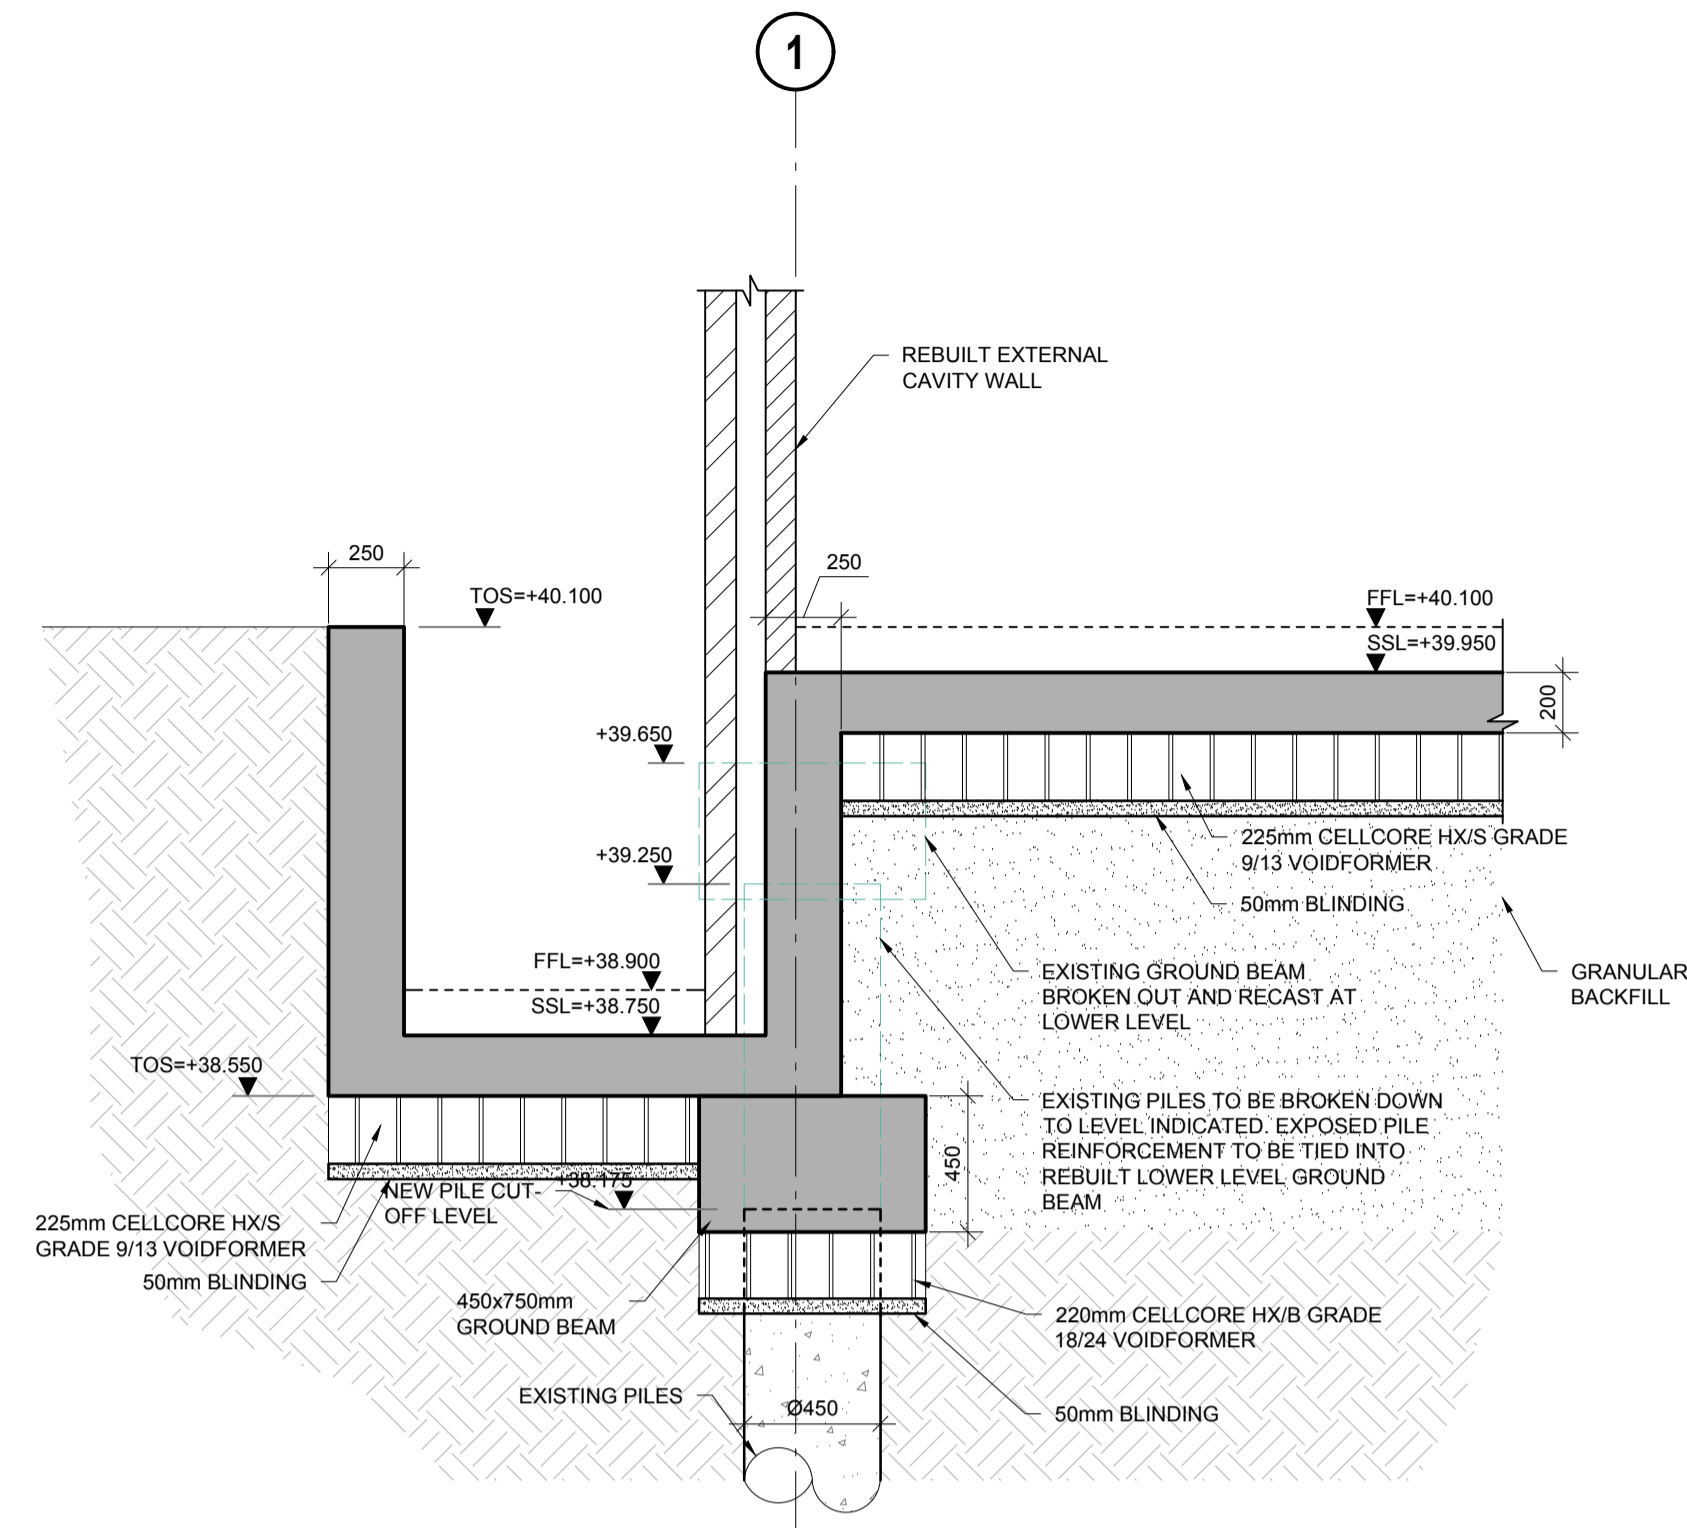 1
REBUILT EXTERNAL
CAVITY WALL
250
250
TOS=+40.100
FFL=+40.100
SSL=+39.950
200
+39.650
+39.250
225mm CELLCORE HX/S GRADE
9/13 VOIDFORMER
50mm BLINDING
FFL=+38.900
SSL=+38.750
EXISTING GROUND BEAM
BROKEN OUT AND RECAST AT
LOWER LEVEL
GRANULAR
BACKFILL
TOS=+38.550
EXISTING PILES TO BE BROKEN DOWN
TO LEVEL INDICATED. EXPOSED PILE
REINFORCEMENT TO BE TIED INTO
REBUILT LOWER LEVEL GROUND
BEAM
450
+38.175
NEW PILE CUT-
OFF LEVEL
225mm CELLCORE HX/S
GRADE 9/13 VOIDFORMER
50mm BLINDING
450x750mm
GROUND BEAM
220mm CELLCORE HX/B GRADE
18/24 VOIDFORMER
EXISTING PILES
Ø450
50mm BLINDING